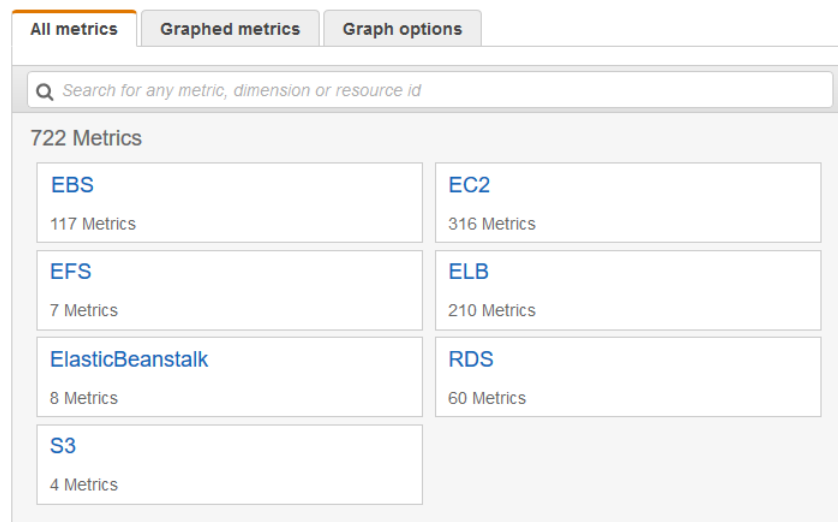 All metrics Graphed metrics Graph options
Search for any metric, dimension or resource id
722 Metrics
EBS
117 Metrics
EC2
316 Metrics
EFS
7 Metrics
ELB
210 Metrics
ElasticBeanstalk
8 Metrics
RDS
60 Metrics
S3
4 Metrics